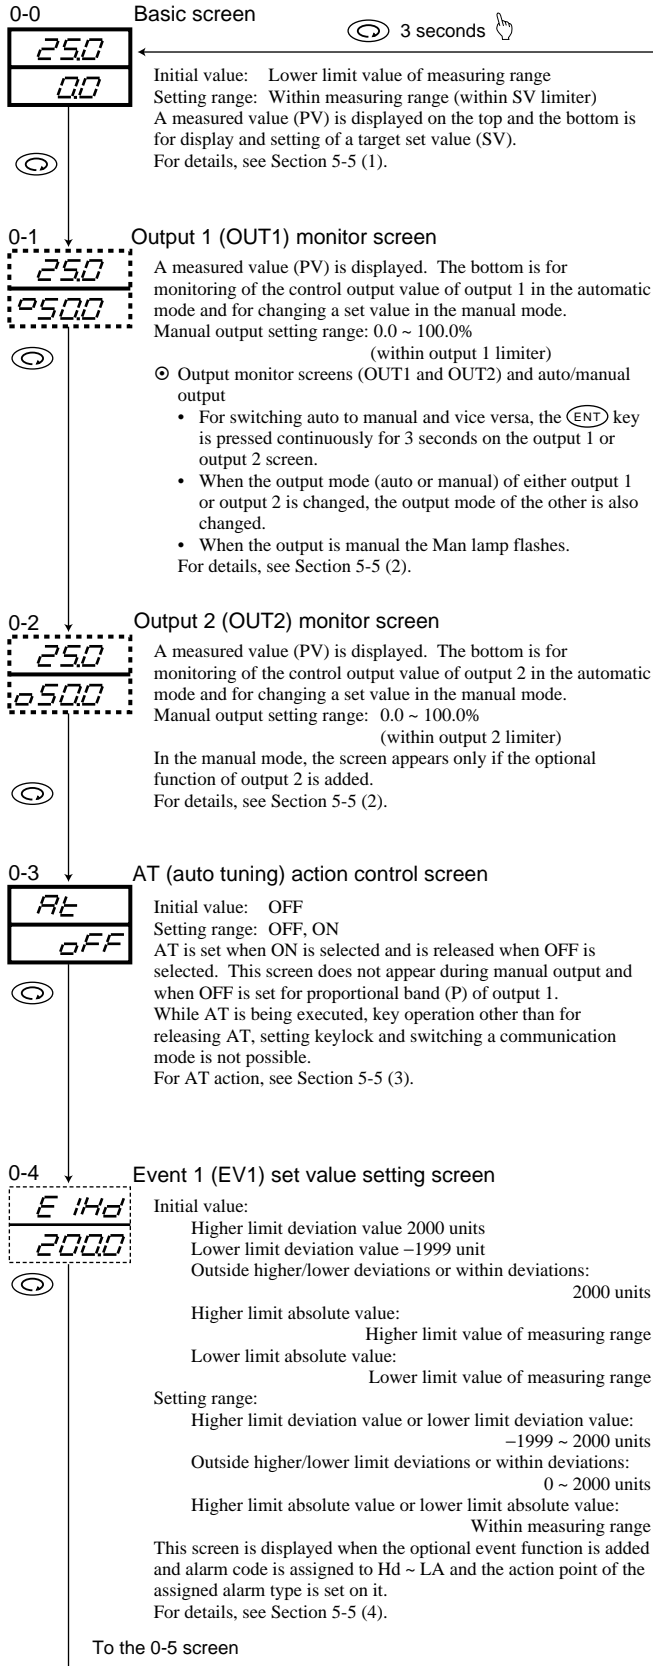 0-0 Basic screen
3 seconds
25.0
0.0
Initial value: Lower limit value of measuring range
Setting range: Within measuring range (within SV limiter)
A measured value (PV) is displayed on the top and the bottom is
for display and setting of a target set value (SV).
For details, see Section 5-5 (1).
0-1 Output 1 (OUT1) monitor screen
25.0
o50.0
A measured value (PV) is displayed. The bottom is for
monitoring of the control output value of output 1 in the automatic
mode and for changing a set value in the manual mode.
Manual output setting range: 0.0 ~ 100.0%
(within output 1 limiter)
⦿ Output monitor screens (OUT1 and OUT2) and auto/manual
output
• For switching auto to manual and vice versa, the ENT key
is pressed continuously for 3 seconds on the output 1 or
output 2 screen.
• When the output mode (auto or manual) of either output 1
or output 2 is changed, the output mode of the other is also
changed.
• When the output is manual the Man lamp flashes.
For details, see Section 5-5 (2).
0-2 Output 2 (OUT2) monitor screen
25.0
o50.0
A measured value (PV) is displayed. The bottom is for
monitoring of the control output value of output 2 in the automatic
mode and for changing a set value in the manual mode.
Manual output setting range: 0.0 ~ 100.0%
(within output 2 limiter)
In the manual mode, the screen appears only if the optional
function of output 2 is added.
For details, see Section 5-5 (2).
0-3 AT (auto tuning) action control screen
At
oFF
Initial value: OFF
Setting range: OFF, ON
AT is set when ON is selected and is released when OFF is
selected. This screen does not appear during manual output and
when OFF is set for proportional band (P) of output 1.
While AT is being executed, key operation other than for
releasing AT, setting keylock and switching a communication
mode is not possible.
For AT action, see Section 5-5 (3).
0-4 Event 1 (EV1) set value setting screen
E1Hd
200.0
Initial value:
Higher limit deviation value 2000 units
Lower limit deviation value −1999 unit
Outside higher/lower deviations or within deviations:
2000 units
Higher limit absolute value:
Higher limit value of measuring range
Lower limit absolute value:
Lower limit value of measuring range
Setting range:
Higher limit deviation value or lower limit deviation value:
−1999 ~ 2000 units
Outside higher/lower limit deviations or within deviations:
0 ~ 2000 units
Higher limit absolute value or lower limit absolute value:
Within measuring range
This screen is displayed when the optional event function is added
and alarm code is assigned to Hd ~ LA and the action point of the
assigned alarm type is set on it.
For details, see Section 5-5 (4).
To the 0-5 screen